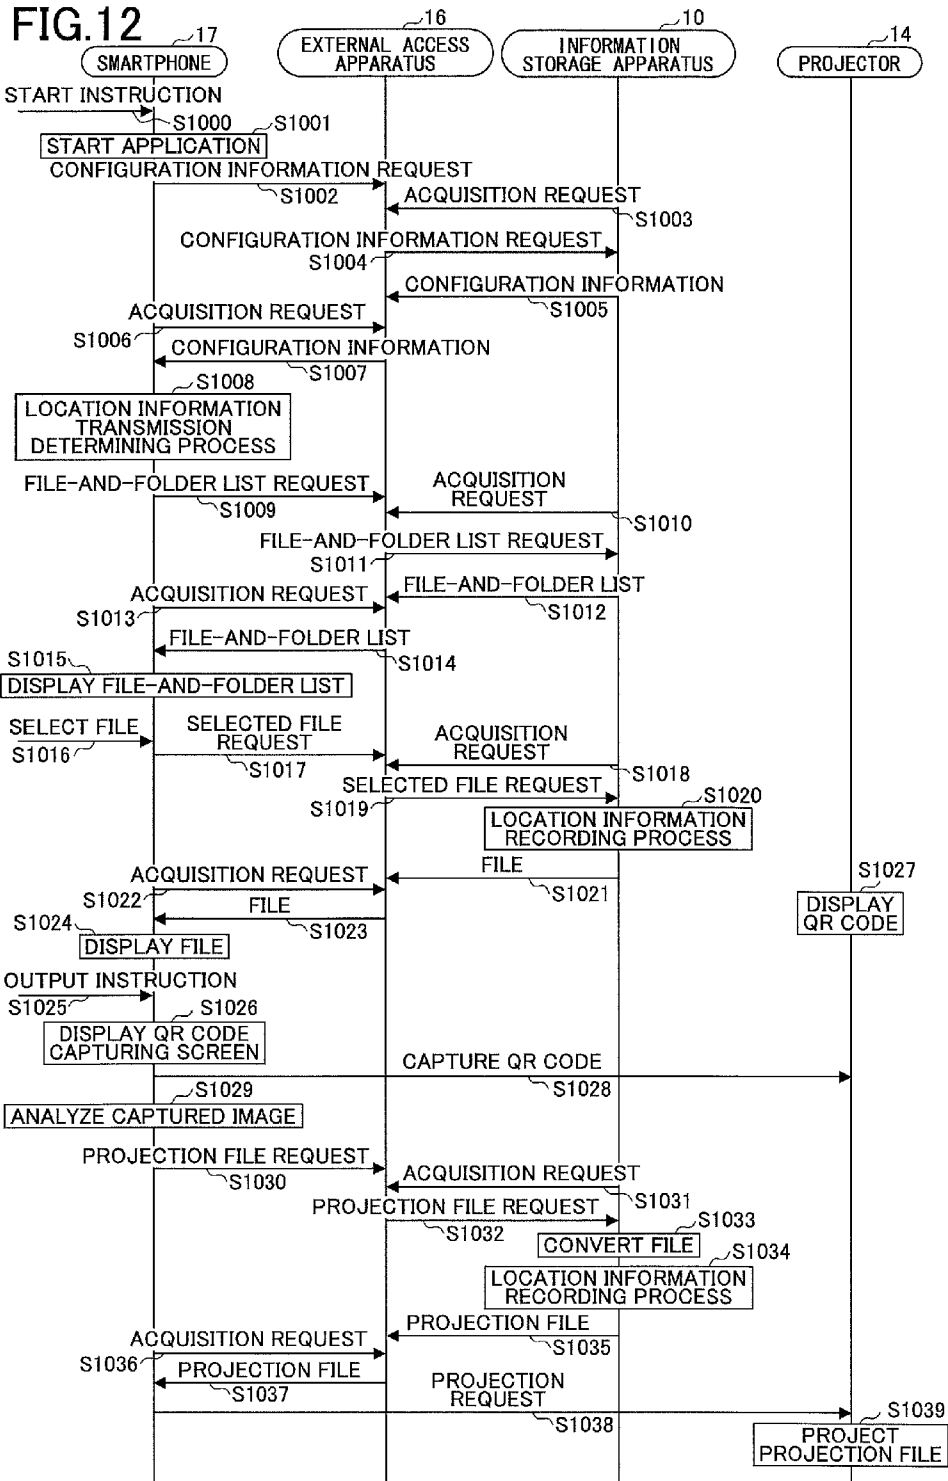 FIG.12
17
16
10
14
SMARTPHONE
EXTERNAL ACCESS
APPARATUS
INFORMATION
STORAGE APPARATUS
PROJECTOR
START INSTRUCTION
S1000
S1001
START APPLICATION
CONFIGURATION INFORMATION REQUEST
S1002
ACQUISITION REQUEST
S1003
CONFIGURATION INFORMATION REQUEST
S1004
CONFIGURATION INFORMATION
S1005
ACQUISITION REQUEST
S1006
CONFIGURATION INFORMATION
S1007
S1008
LOCATION INFORMATION
TRANSMISSION
DETERMINING PROCESS
FILE-AND-FOLDER LIST REQUEST
S1009
ACQUISITION
REQUEST
S1010
FILE-AND-FOLDER LIST REQUEST
S1011
FILE-AND-FOLDER LIST
S1012
ACQUISITION REQUEST
S1013
FILE-AND-FOLDER LIST
S1014
S1015
DISPLAY FILE-AND-FOLDER LIST
SELECT FILE
S1016
SELECTED FILE
REQUEST
S1017
ACQUISITION
REQUEST
S1018
SELECTED FILE REQUEST
S1019
S1020
LOCATION INFORMATION
RECORDING PROCESS
FILE
S1021
ACQUISITION REQUEST
S1022
FILE
S1023
S1024
DISPLAY FILE
S1027
DISPLAY
QR CODE
OUTPUT INSTRUCTION
S1025
S1026
DISPLAY QR CODE
CAPTURING SCREEN
CAPTURE QR CODE
S1028
S1029
ANALYZE CAPTURED IMAGE
PROJECTION FILE REQUEST
S1030
ACQUISITION REQUEST
S1031
PROJECTION FILE REQUEST
S1032
S1033
CONVERT FILE
S1034
LOCATION INFORMATION
RECORDING PROCESS
PROJECTION FILE
S1035
ACQUISITION REQUEST
S1036
PROJECTION FILE
S1037
PROJECTION
REQUEST
S1038
S1039
PROJECT
PROJECTION FILE